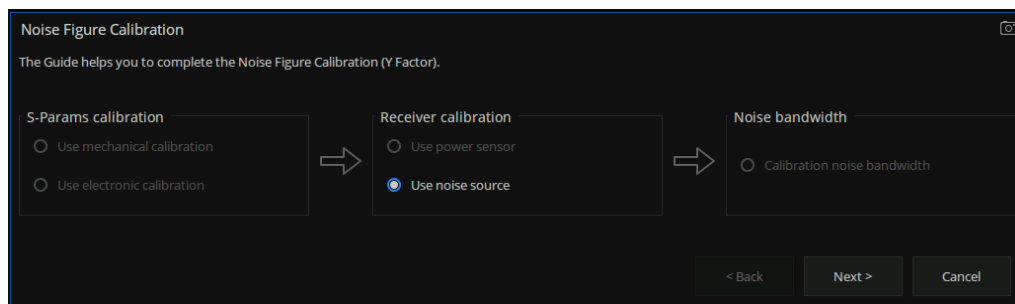 Noise Figure Calibration
The Guide helps you to complete the Noise Figure Calibration (Y Factor).
S-Params calibration
Use mechanical calibration
Use electronic calibration
Receiver calibration
Use power sensor
Use noise source
Noise bandwidth
Calibration noise bandwidth
< Back
Next >
Cancel